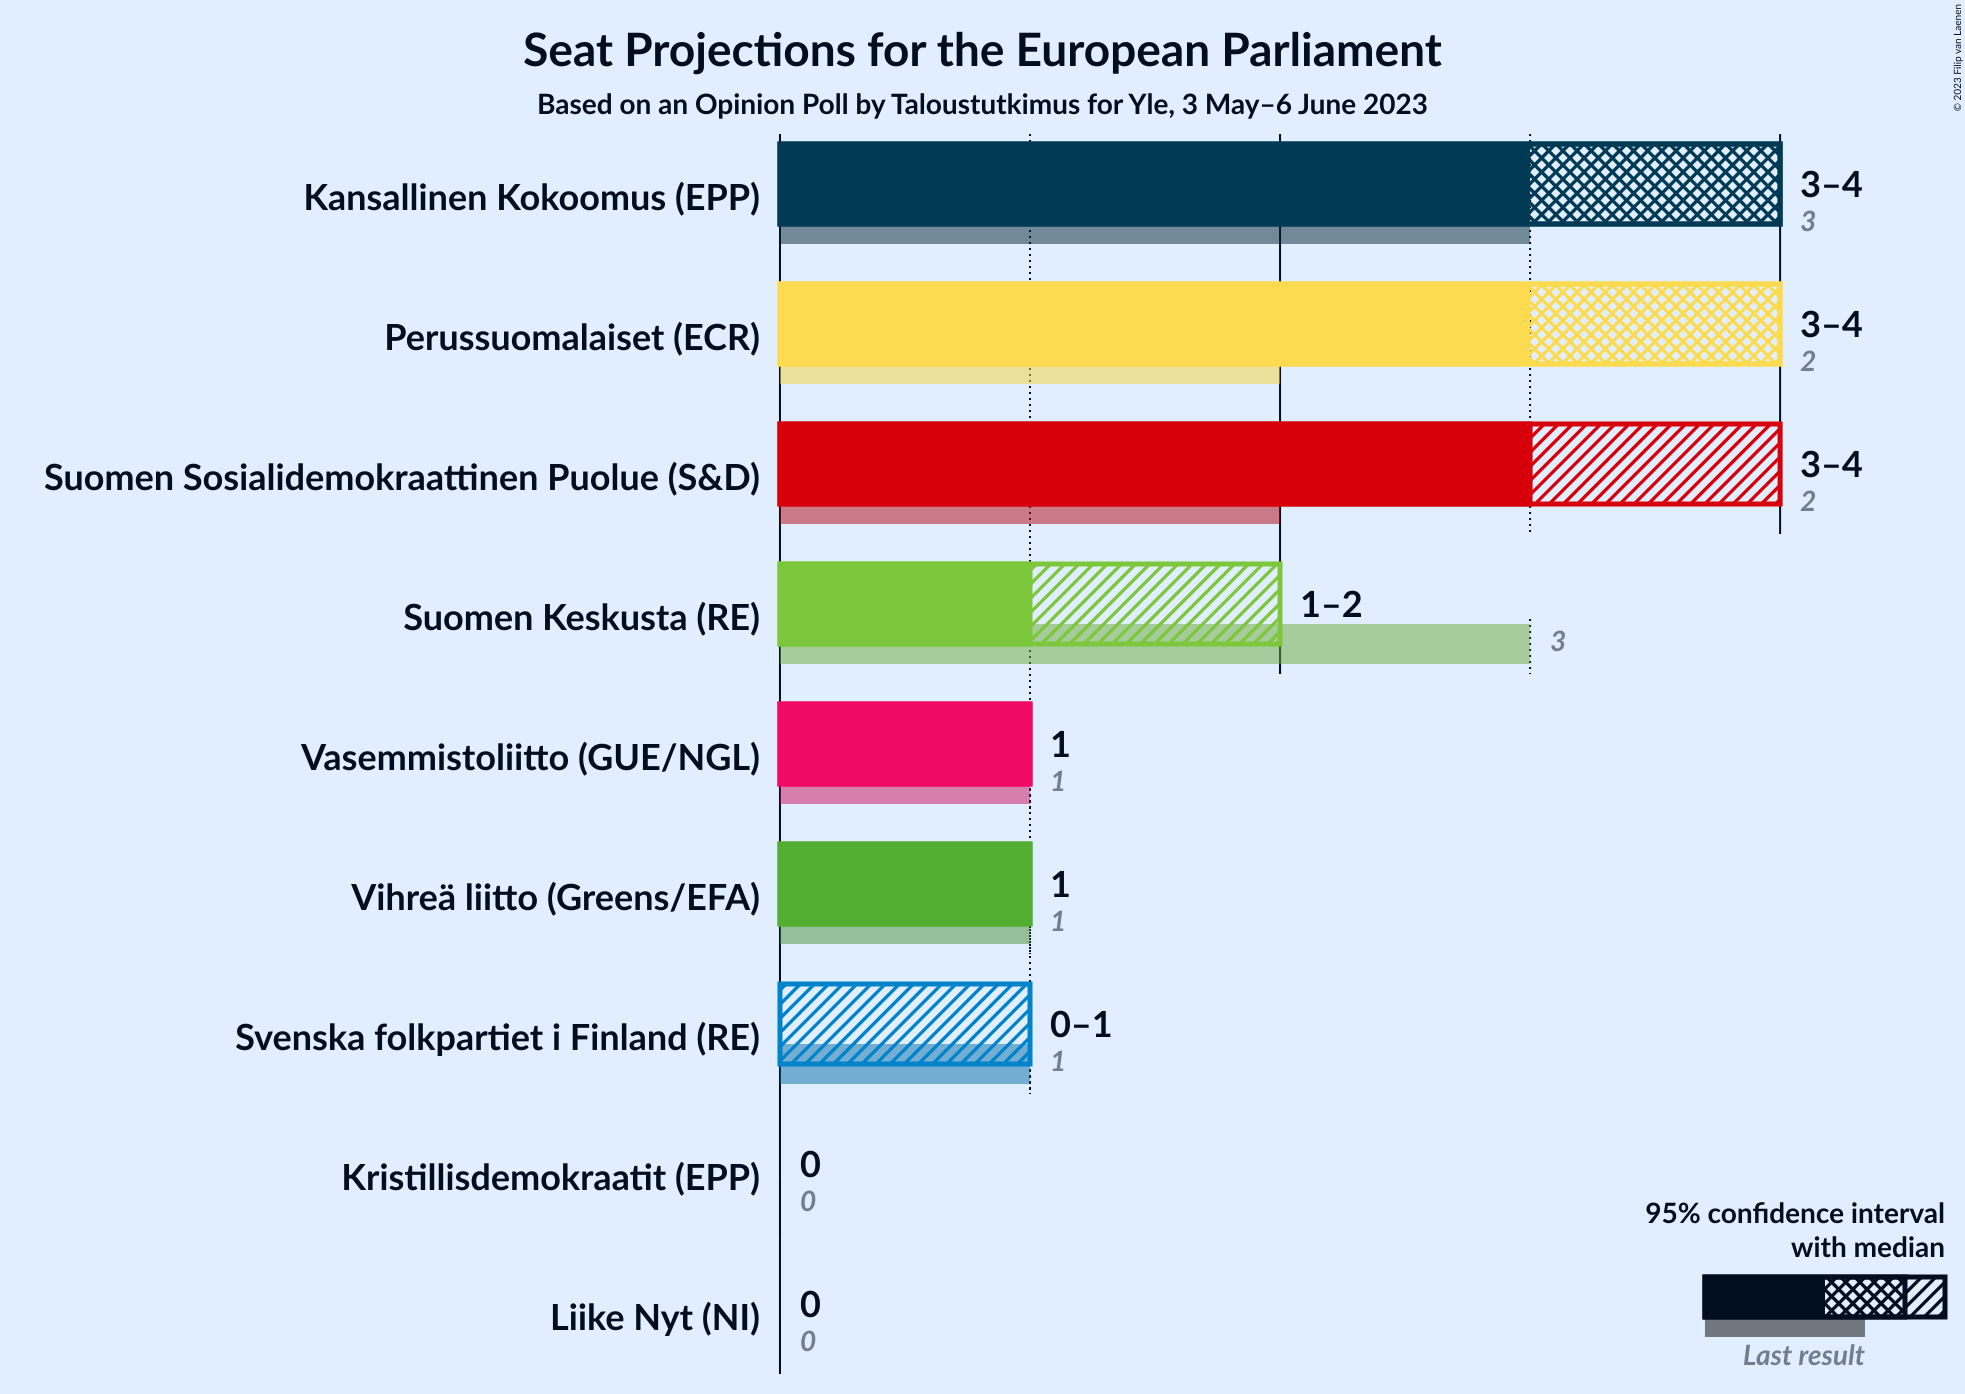 Seat Projections for the European Parliament
Based on an Opinion Poll by Taloustutkimus for Yle, 3 May–6 June 2023
© 2023 Filip van Laenen
Kansallinen Kokoomus (EPP)
3–4
3
Perussuomalaiset (ECR)
3–4
2
Suomen Sosialidemokraattinen Puolue (S&D)
3–4
2
Suomen Keskusta (RE)
1–2
3
Vasemmistoliitto (GUE/NGL)
1
1
Vihreä liitto (Greens/EFA)
1
1
Svenska folkpartiet i Finland (RE)
0–1
1
Kristillisdemokraatit (EPP)
0
0
Liike Nyt (NI)
0
0
95% confidence interval
with median
Last result